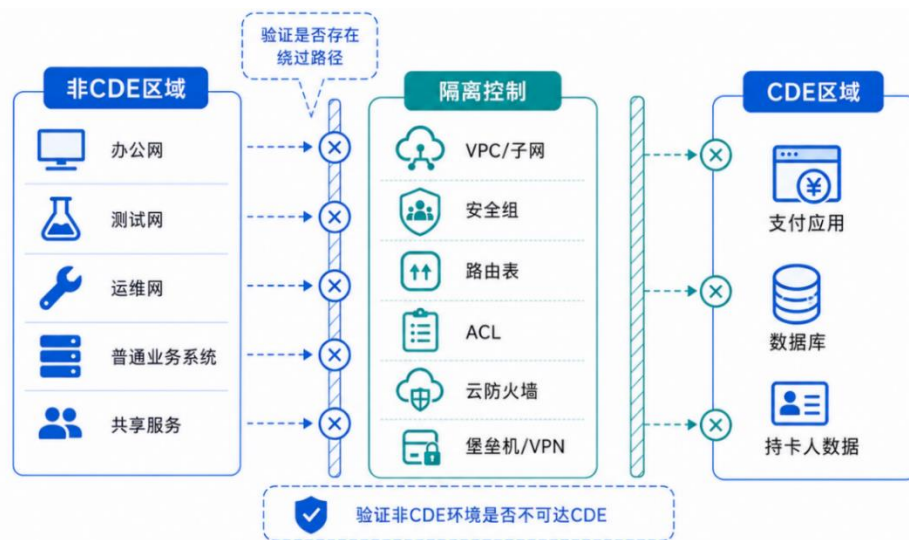 验证是否存在
绕过路径
非CDE区域
办公网
测试网
运维网
普通业务系统
共享服务
隔离控制
VPC/子网
安全组
路由表
ACL
云防火墙
堡垒机/VPN
CDE区域
支付应用
数据库
持卡人数据
验证非CDE环境是否不可达CDE